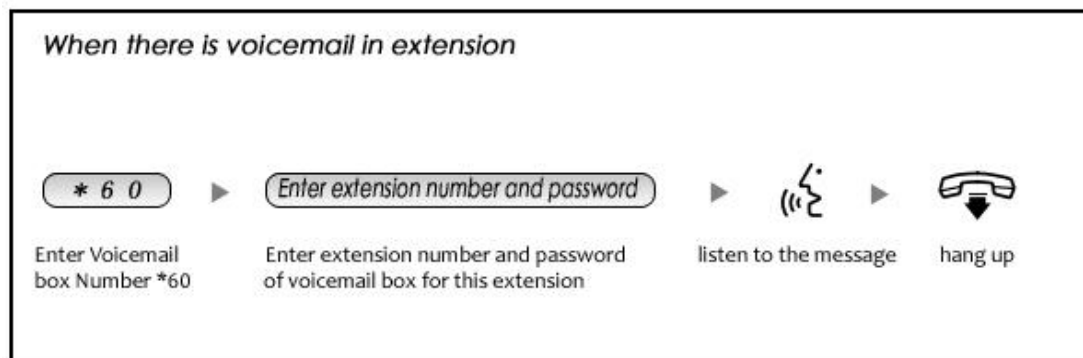 When there is voicemail in extension
* 6 0
Enter extension number and password
Enter Voicemail
box Number *60
Enter extension number and password
of voicemail box for this extension
listen to the message
hang up